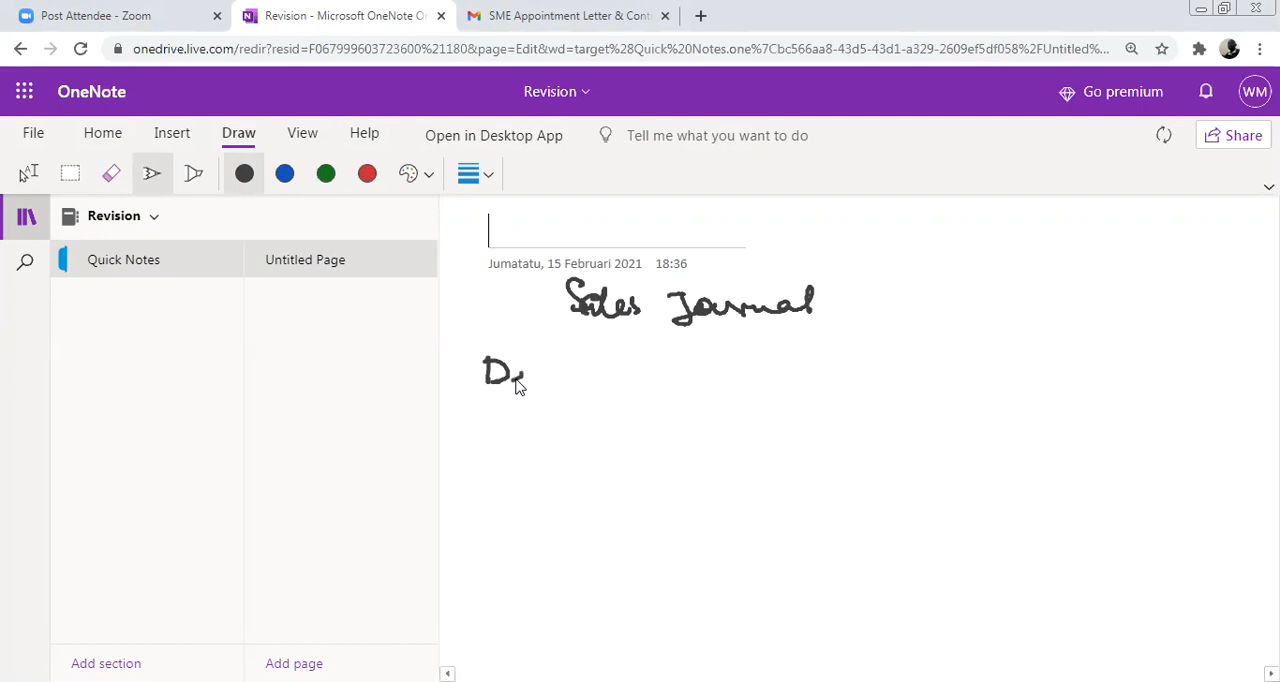 Post Attendee - Zoom
Revision - Microsoft OneNote O
SME Appointment Letter & Cont
onedrive.live.com/redir?resid=F067999603723600%21180&page=Edit&wd=target%28Quick%20Notes.one%7Cbc566aa8-43d5-43d1-a329-2609ef5df058%2FUntitled%...
OneNote
Revision
Go premium
WM
File
Home
Insert
Draw
View
Help
Open in Desktop App
Tell me what you want to do
Share
Revision
Quick Notes
Untitled Page
Jumatatu, 15 Februari 2021 18:36
Sales Journal
Add section
Add page